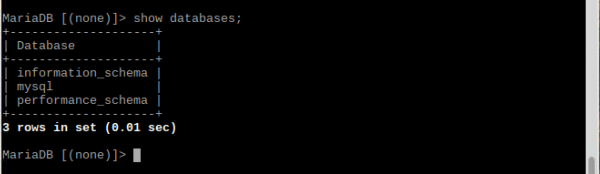 MariaDB [(none)]> show databases;
+--------------------+
| Database           |
+--------------------+
| information_schema |
| mysql              |
| performance_schema |
+--------------------+
3 rows in set (0.01 sec)
MariaDB [(none)]>